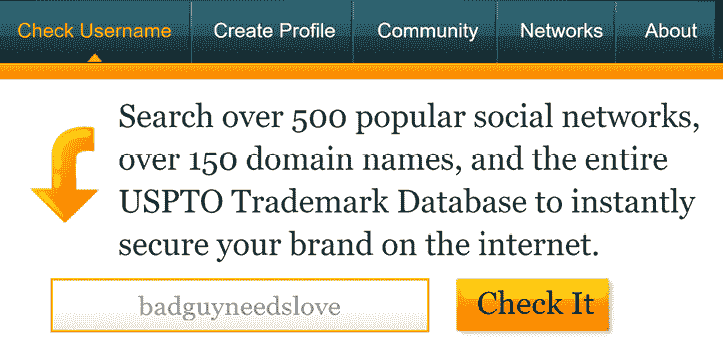 Check Username Create Profile Community Networks About
Search over 500 popular social networks,
over 150 domain names, and the entire
USPTO Trademark Database to instantly
secure your brand on the internet.
badguyneedslove Check It